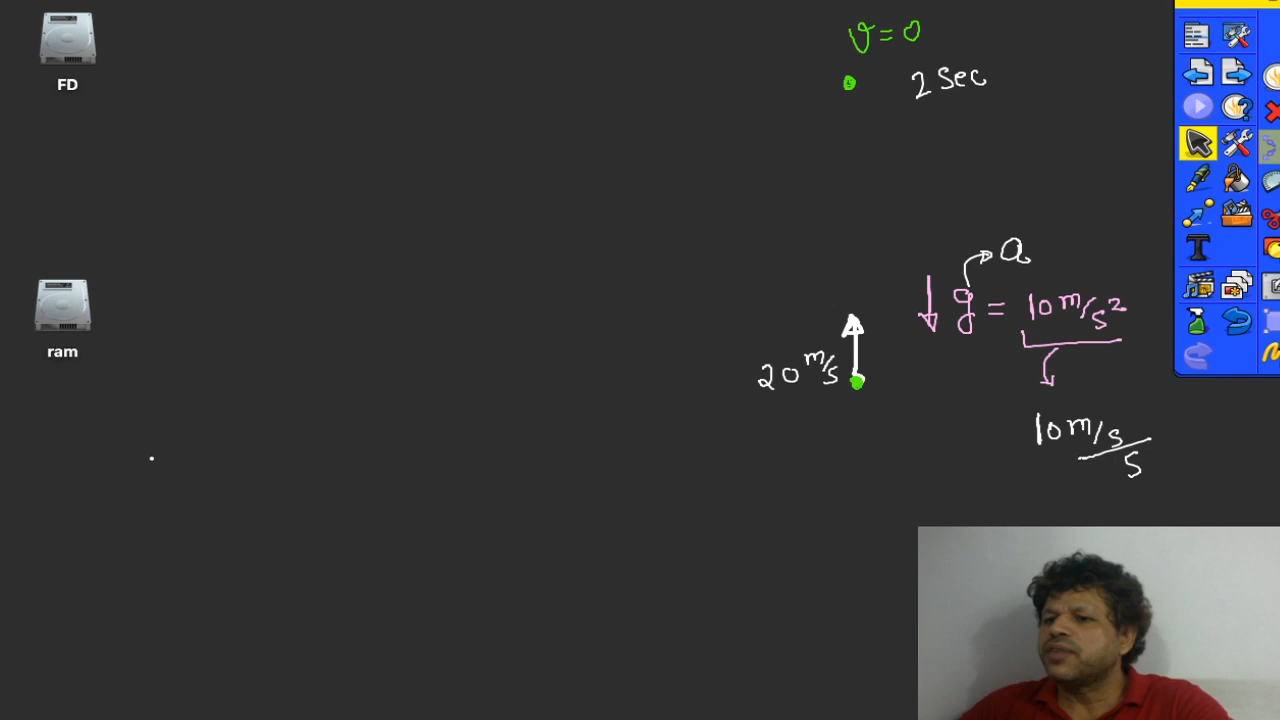 FD
v = 0
2 sec
a
g = 10 m/s²
ram
20 m/s
10 m/s/s
T